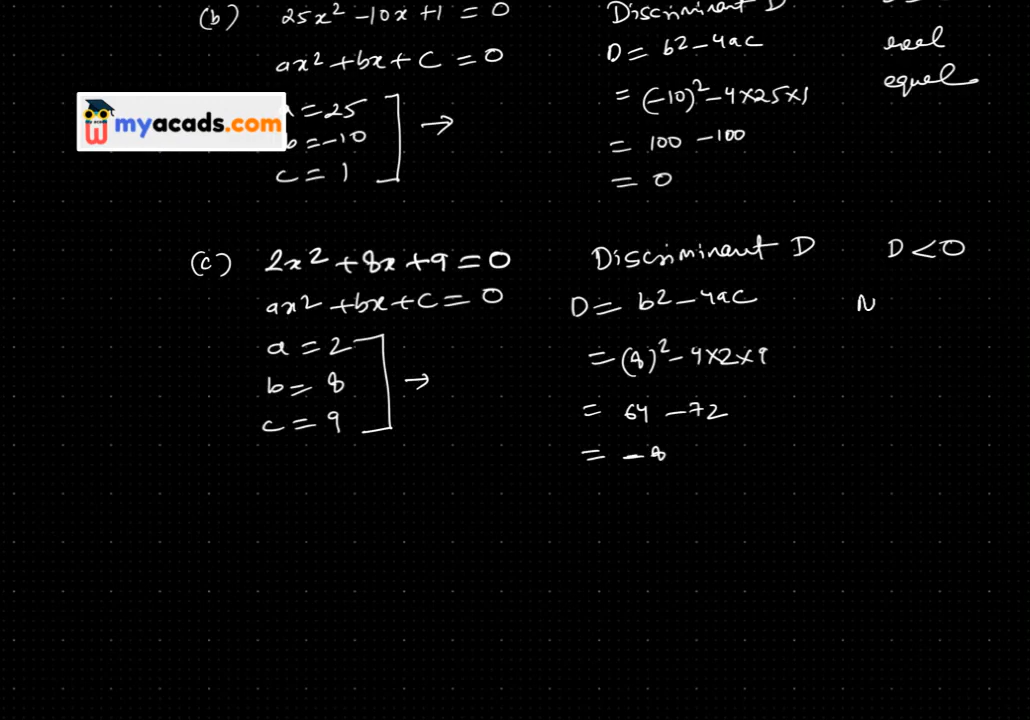 (b) 25x² -10x +1 = 0
ax² +bx + C = 0
= 25
= -10
C = 1
myacads.com
Discriminant D
D = b² - 4ac
= (-10)² - 4×25×1
= 100 - 100
= 0
real
equal
(c) 2x² + 8x + 9 = 0
ax² + bx + C = 0
a = 2
b = 8
C = 9
Discriminant D
D = b² - 4ac
= (8)² - 4×2×9
= 64 - 72
= -8
D < 0
N